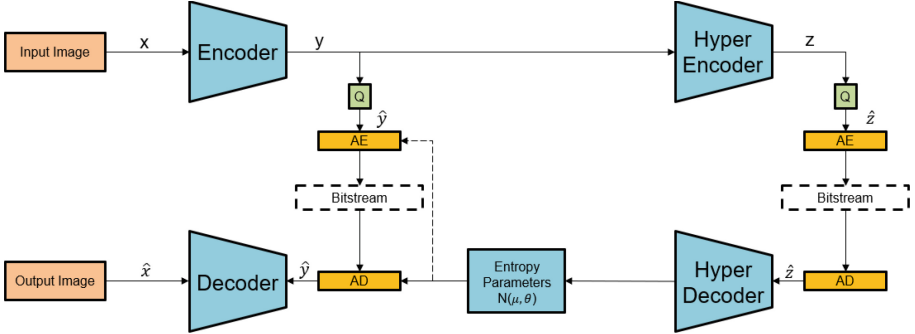 Input Image
x
Encoder
y
Hyper
Encoder
z
Q
Q
ŷ
ẑ
AE
AE
Bitstream
Bitstream
Output Image
x̂
Decoder
ŷ
AD
Entropy
Parameters
N(μ, θ)
Hyper
Decoder
ẑ
AD